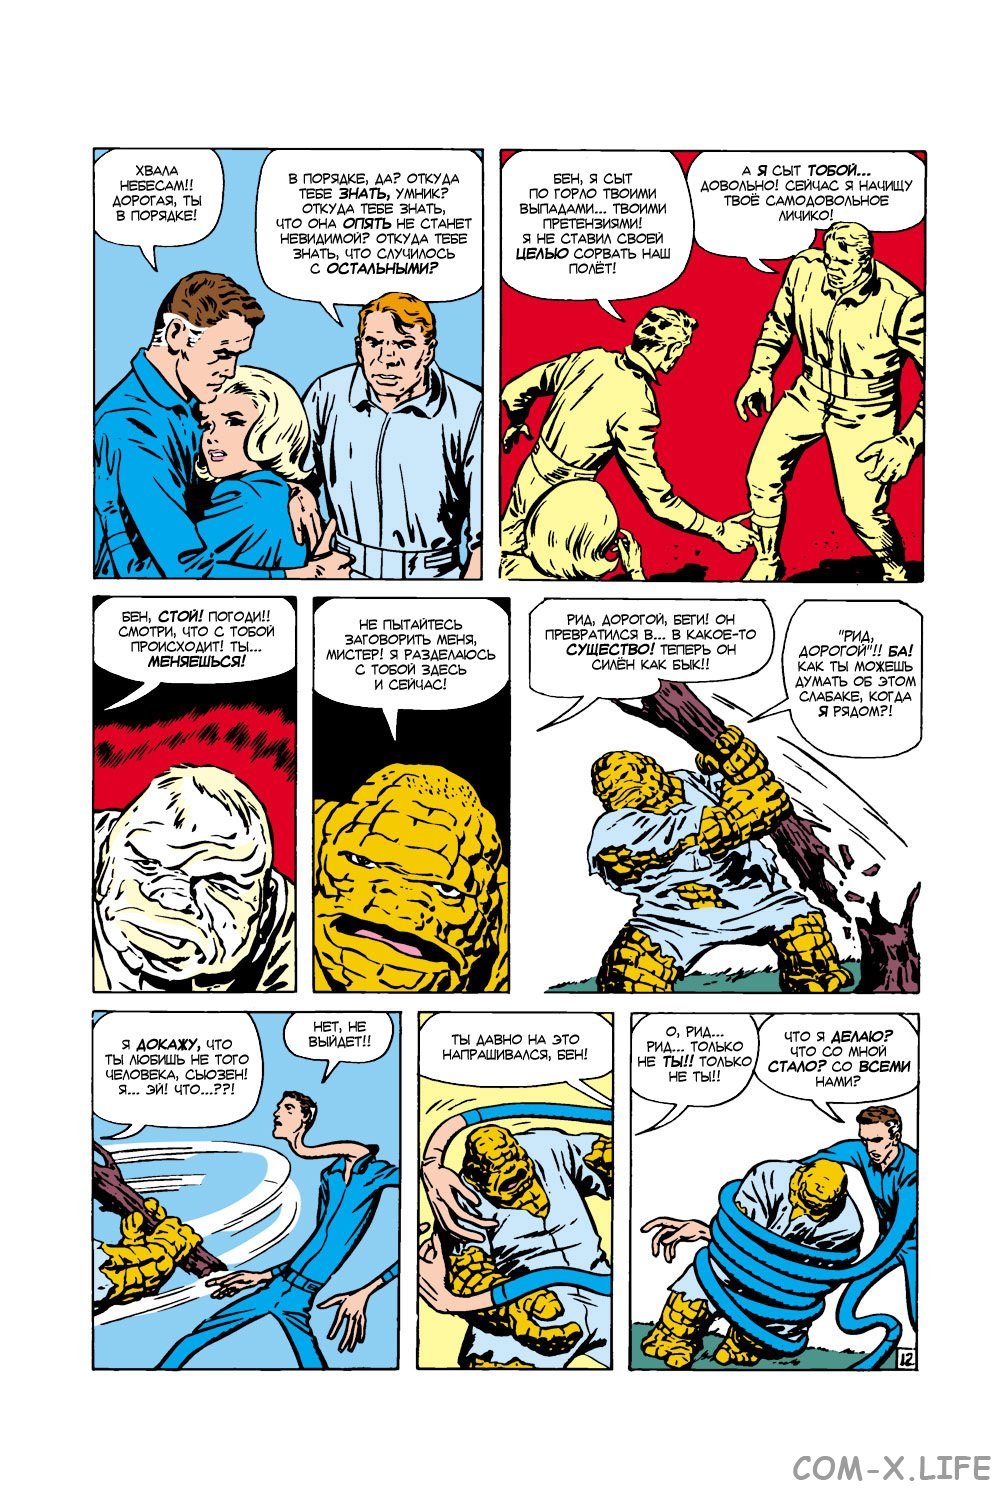 ХВАЛА
НЕБЕСАМ!!
ДОРОГАЯ, ТЫ
В ПОРЯДКЕ!
В ПОРЯДКЕ, ДА? ОТКУДА
ТЕБЕ ЗНАТЬ, УМНИК?
ОТКУДА ТЕБЕ ЗНАТЬ,
ЧТО ОНА ОПЯТЬ НЕ СТАНЕТ
НЕВИДИМОЙ? ОТКУДА ТЕБЕ
ЗНАТЬ, ЧТО СЛУЧИЛОСЬ
С ОСТАЛЬНЫМИ?
БЕН, Я СЫТ
ПО ГОРЛО ТВОИМИ
ВЫПАДАМИ... ТВОИМИ
ПРЕТЕНЗИЯМИ!
Я НЕ СТАВИЛ СВОЕЙ
ЦЕЛЬЮ СОРВАТЬ НАШ
ПОЛЁТ!
А Я СЫТ ТОБОЙ...
ДОВОЛЬНО! СЕЙЧАС Я НАЧИЩУ
ТВОЁ САМОДОВОЛЬНОЕ
ЛИЧИКО!
БЕН, СТОЙ! ПОГОДИ!!
СМОТРИ, ЧТО С ТОБОЙ
ПРОИСХОДИТ! ТЫ...
МЕНЯЕШЬСЯ!
НЕ ПЫТАЙТЕСЬ
ЗАГОВОРИТЬ МЕНЯ,
МИСТЕР! Я РАЗДЕЛАЮСЬ
С ТОБОЙ ЗДЕСЬ
И СЕЙЧАС!
РИД, ДОРОГОЙ, БЕГИ! ОН
ПРЕВРАТИЛСЯ В... В КАКОЕ-ТО
СУЩЕСТВО! ТЕПЕРЬ ОН
СИЛЁН КАК БЫК!!
"РИД,
ДОРОГОЙ"!! БА!
КАК ТЫ МОЖЕШЬ
ДУМАТЬ ОБ ЭТОМ
СЛАБАКЕ, КОГДА
Я РЯДОМ?!
Я ДОКАЖУ, ЧТО
ТЫ ЛЮБИШЬ НЕ ТОГО
ЧЕЛОВЕКА, СЬЮЗЕН!
Я... ЭЙ! ЧТО...??!
НЕТ, НЕ
ВЫЙДЕТ!!
ТЫ ДАВНО НА ЭТО
НАПРАШИВАЛСЯ, БЕН!
О, РИД...
РИД... ТОЛЬКО
НЕ ТЫ!! ТОЛЬКО
НЕ ТЫ!!
ЧТО Я ДЕЛАЮ?
ЧТО СО МНОЙ
СТАЛО? СО ВСЕМИ
НАМИ?
12
COM-X.LIFE